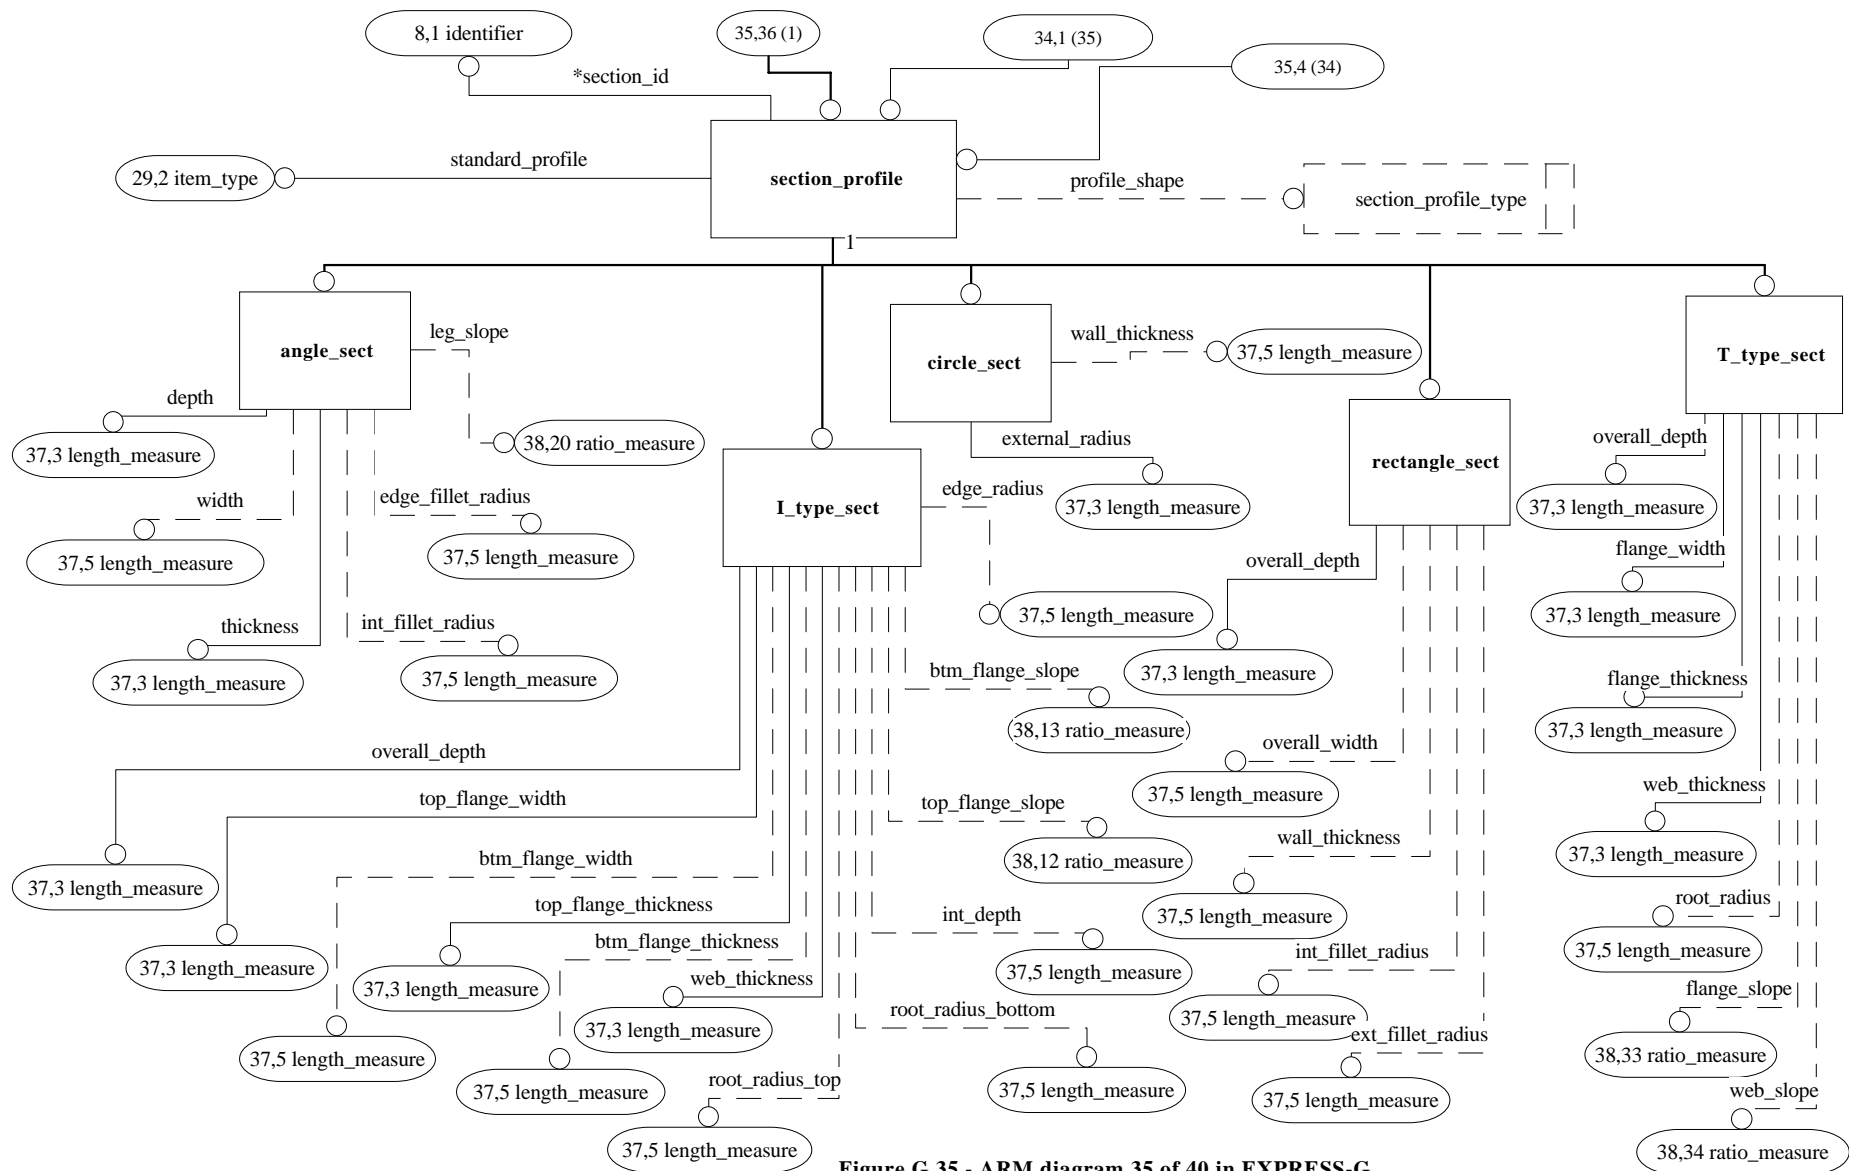 8,1 identifier
35,36 (1)
34,1 (35)
35,4 (34)
*section_id
standard_profile
29,2 item_type
section_profile
profile_shape
section_profile_type
1
angle_sect
leg_slope
38,20 ratio_measure
depth
37,3 length_measure
width
37,5 length_measure
edge_fillet_radius
37,5 length_measure
thickness
37,3 length_measure
int_fillet_radius
37,5 length_measure
circle_sect
wall_thickness
37,5 length_measure
external_radius
37,3 length_measure
I_type_sect
edge_radius
37,5 length_measure
btm_flange_slope
38,13 ratio_measure
top_flange_slope
38,12 ratio_measure
overall_depth
37,3 length_measure
top_flange_width
37,3 length_measure
btm_flange_width
37,5 length_measure
top_flange_thickness
37,3 length_measure
btm_flange_thickness
37,5 length_measure
web_thickness
37,3 length_measure
int_depth
37,5 length_measure
root_radius_bottom
37,5 length_measure
root_radius_top
37,5 length_measure
rectangle_sect
overall_depth
37,3 length_measure
overall_width
37,5 length_measure
wall_thickness
37,5 length_measure
int_fillet_radius
37,5 length_measure
ext_fillet_radius
37,5 length_measure
T_type_sect
overall_depth
37,3 length_measure
flange_width
37,3 length_measure
flange_thickness
37,3 length_measure
web_thickness
37,3 length_measure
root_radius
37,5 length_measure
flange_slope
38,33 ratio_measure
web_slope
38,34 ratio_measure
Figure G.35 - ARM diagram 35 of 40 in EXPRESS-G